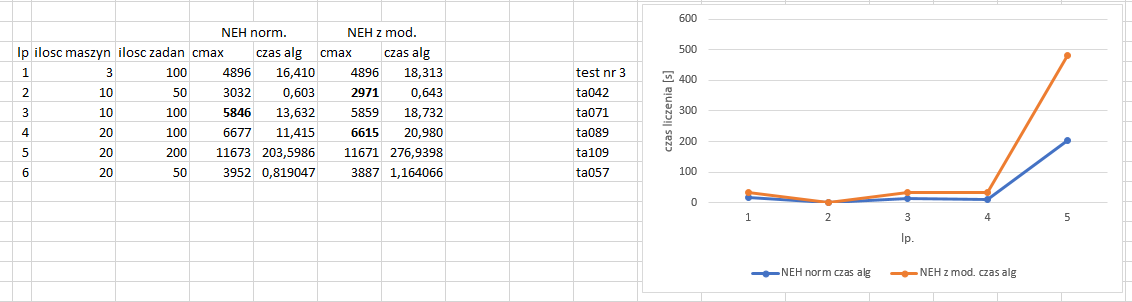 NEH norm. NEH z mod.
lp ilosc maszyn ilosc zadan cmax czas alg. cmax czas alg.
1 3 100 4896 16,410 4896 18,313 test nr 3
2 10 50 3032 0,603 2971 0,643 ta042
3 10 100 5846 13,632 5859 18,732 ta071
4 20 100 6677 11,415 6615 20,980 ta089
5 20 200 11673 203,5986 11671 276,9398 ta109
6 20 50 3952 0,819047 3887 1,164066 ta057
600
500
400
300
200
100
0
czas liczenia [s]
1 2 3 4 5
lp.
NEH norm czas alg NEH z mod. czas alg